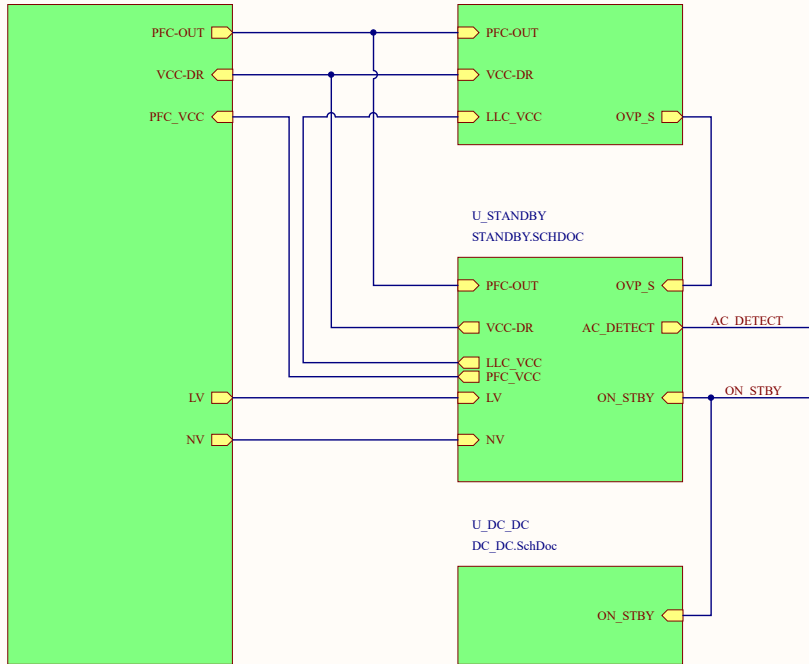 PFC-OUT
VCC-DR
PFC_VCC
LV
NV
PFC-OUT
VCC-DR
LLC_VCC
OVP_S
U_STANDBY
STANDBY.SCHDOC
PFC-OUT
OVP_S
VCC-DR
AC_DETECT
AC_DETECT
LLC_VCC
PFC_VCC
LV
ON_STBY
ON_STBY
NV
U_DC_DC
DC_DC.SchDoc
ON_STBY